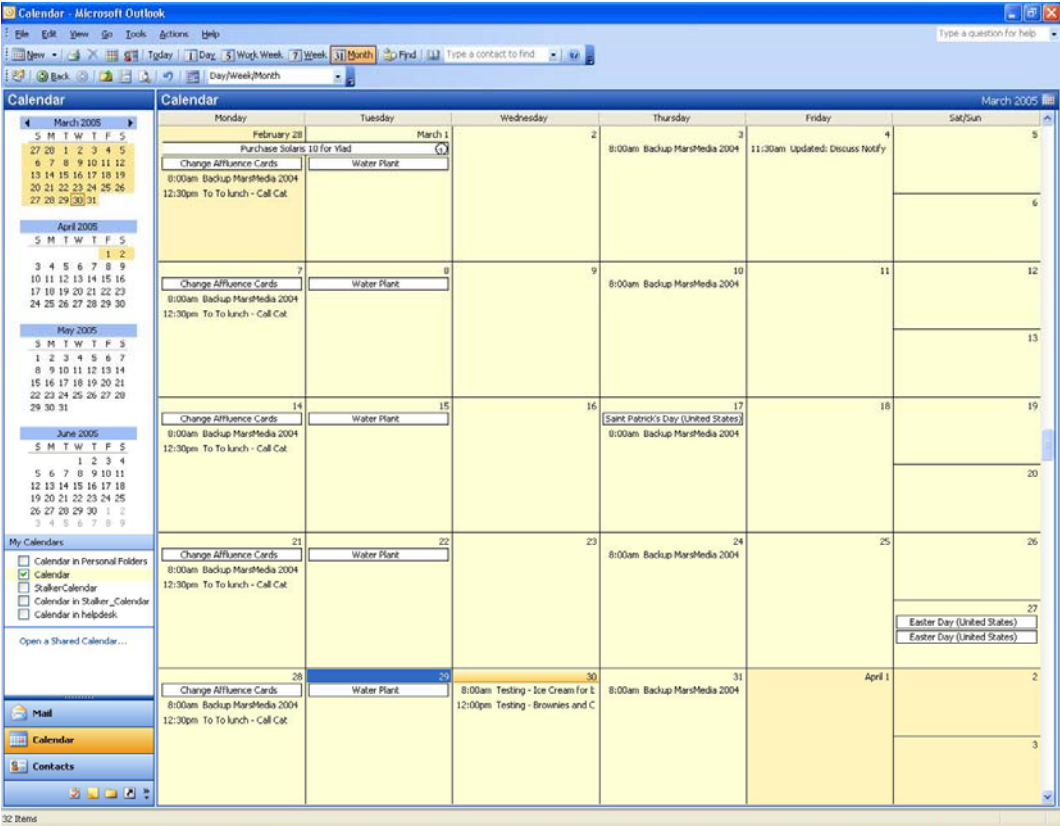 Calendar - Microsoft Outlook
File Edit View Go Tools Actions Help
Type a question for help
New Today 1 Day 5 Work Week 7 Week 31 Month Find Type a contact to find
Back Day/Week/Month
Calendar
March 2005
S M T W T F S
27 28 1 2 3 4 5
6 7 8 9 10 11 12
13 14 15 16 17 18 19
20 21 22 23 24 25 26
27 28 29 30 31
April 2005
S M T W T F S
1 2
3 4 5 6 7 8 9
10 11 12 13 14 15 16
17 18 19 20 21 22 23
24 25 26 27 28 29 30
May 2005
S M T W T F S
1 2 3 4 5 6 7
8 9 10 11 12 13 14
15 16 17 18 19 20 21
22 23 24 25 26 27 28
29 30 31
June 2005
S M T W T F S
1 2 3 4
5 6 7 8 9 10 11
12 13 14 15 16 17 18
19 20 21 22 23 24 25
26 27 28 29 30 1 2
3 4 5 6 7 8 9
My Calendars
Calendar in Personal Folders
Calendar
StalkerCalendar
Calendar in Stalker_Calendar
Calendar in helpdesk
Open a Shared Calendar...
Mail
Calendar
Contacts
Calendar March 2005
Monday Tuesday Wednesday Thursday Friday Sat/Sun
February 28 March 1 2 3 4 5
Purchase Solaris 10 for Vlad
8:00am Backup MarsMedia 2004 11:30am Updated: Discuss Notify
Change Affluence Cards Water Plant
8:00am Backup MarsMedia 2004
12:30pm To To lunch - Call Cat
6
7 8 9 10 11 12
Change Affluence Cards Water Plant 8:00am Backup MarsMedia 2004
8:00am Backup MarsMedia 2004
12:30pm To To lunch - Call Cat
13
14 15 16 17 18 19
Change Affluence Cards Water Plant Saint Patrick's Day (United States)
8:00am Backup MarsMedia 2004 8:00am Backup MarsMedia 2004
12:30pm To To lunch - Call Cat
20
21 22 23 24 25 26
Change Affluence Cards Water Plant 8:00am Backup MarsMedia 2004
8:00am Backup MarsMedia 2004
12:30pm To To lunch - Call Cat
27
Easter Day (United States)
Easter Day (United States)
28 29 30 31 April 1 2
Change Affluence Cards Water Plant 8:00am Testing - Ice Cream for 8:00am Backup MarsMedia 2004
8:00am Backup MarsMedia 2004 12:00pm Testing - Brownies and C
12:30pm To To lunch - Call Cat
3
32 Items